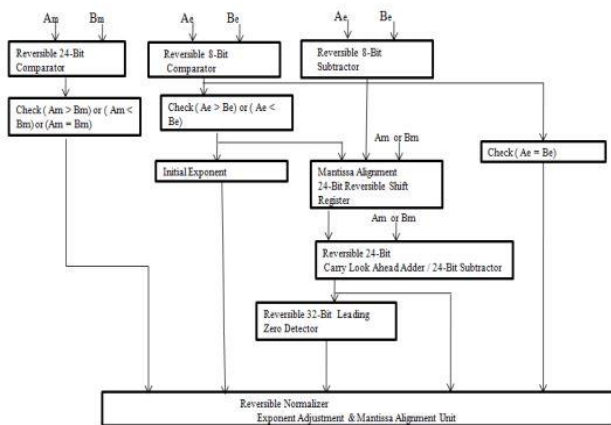 Am Bm Ae Be Ae Be
Reversible 24-Bit
Comparator
Reversible 8-Bit
Comparator
Reversible 8-Bit
Subtractor
Check ( Am > Bm) or ( Am <
Bm) or (Am = Bm)
Check ( Ae > Be) or ( Ae <
Be)
Am or Bm
Check ( Ae = Be)
Initial Exponent
Mantissa Alignment
24-Bit Reversible Shift
Register
Am or Bm
Reversible 24-Bit
Carry Look Ahead Adder / 24-Bit Subtractor
Reversible 32-Bit Leading
Zero Detector
Reversible Normalizer
Exponent Adjustment & Mantissa Alignment Unit